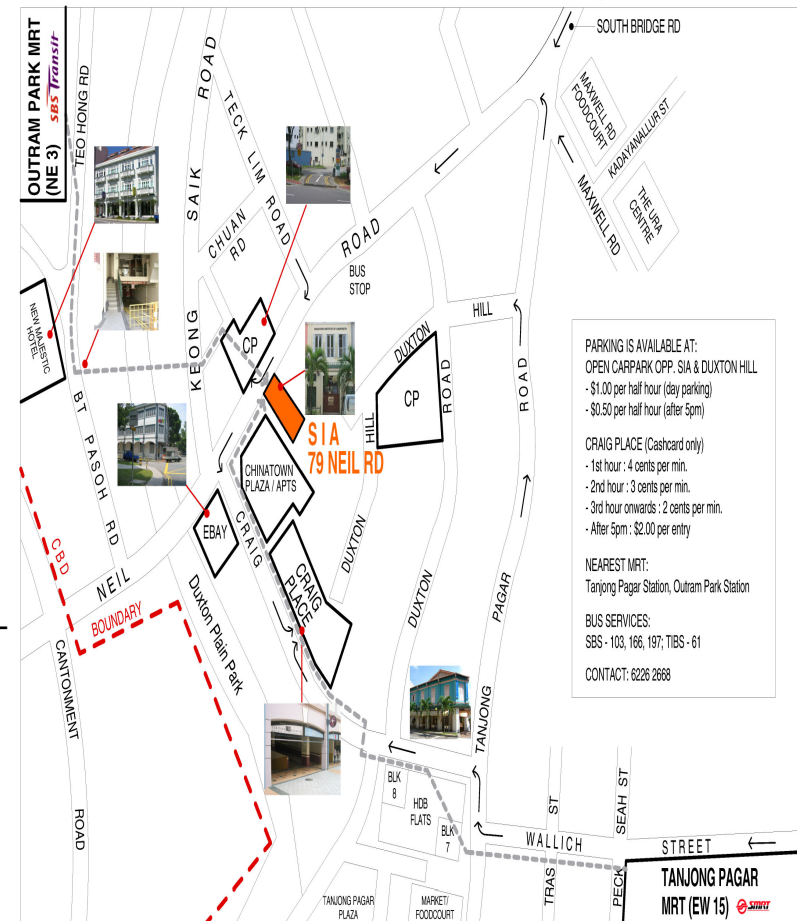 OUTRAM PARK MRT
(NE 3) SBS Transit
TEO HONG RD
KEONG SAIK ROAD
TECK LIM ROAD
CHUAN
RD
SOUTH BRIDGE RD
MAXWELL RD
FOODCOURT
KADAYANALLUR ST
MAXWELL RD
THE URA
CENTRE
NEIL ROAD
BUS
STOP
NEW MAJESTIC
HOTEL
BT PASOH RD
CP
DUXTON HILL
DUXTON HILL
CP
DUXTON ROAD
TANJONG PAGAR ROAD
S I A
79 NEIL RD
CHINATOWN
PLAZA / APTS
EBAY
CRAIG
CRAIG
PLACE
Duxton Plain Park
CBD
BOUNDARY
CANTONMENT
ROAD
PARKING IS AVAILABLE AT:
OPEN CARPARK OPP. SIA & DUXTON HILL
- $1.00 per half hour (day parking)
- $0.50 per half hour (after 5pm)
CRAIG PLACE (Cashcard only)
- 1st hour : 4 cents per min.
- 2nd hour : 3 cents per min.
- 3rd hour onwards : 2 cents per min.
- After 5pm : $2.00 per entry
NEAREST MRT:
Tanjong Pagar Station, Outram Park Station
BUS SERVICES:
SBS - 103, 166, 197; TIBS - 61
CONTACT: 6226 2668
BLK
8
HDB
FLATS
BLK
7
WALLICH STREET
TRAS ST
PECK SEAH ST
TANJONG PAGAR
PLAZA
MARKET/
FOODCOURT
TANJONG PAGAR
MRT (EW 15) SMRT